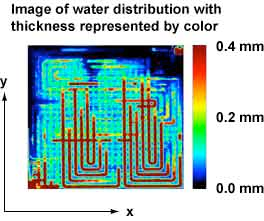 Image of water distribution with
thickness represented by color
0.4 mm
y
0.2 mm
0.0 mm
x